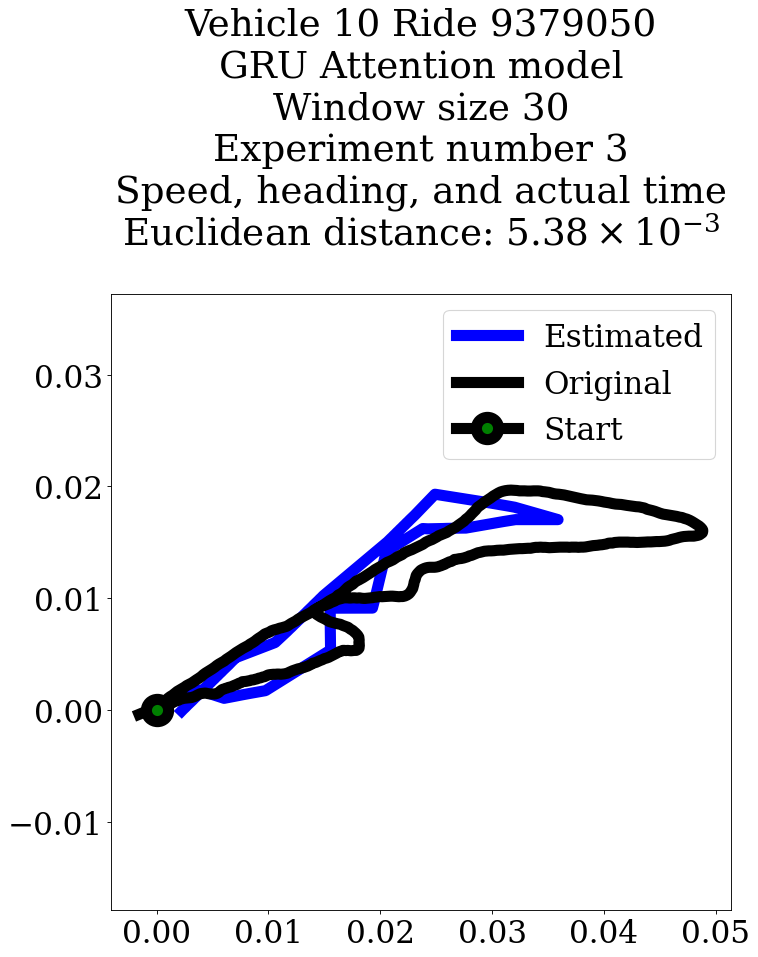 Vehicle 10 Ride 9379050
GRU Attention model
Window size 30
Experiment number 3
Speed, heading, and actual time
Euclidean distance: 5.38 × 10⁻³
Estimated
Original
Start
0.03
0.02
0.01
0.00
−0.01
0.00 0.01 0.02 0.03 0.04 0.05